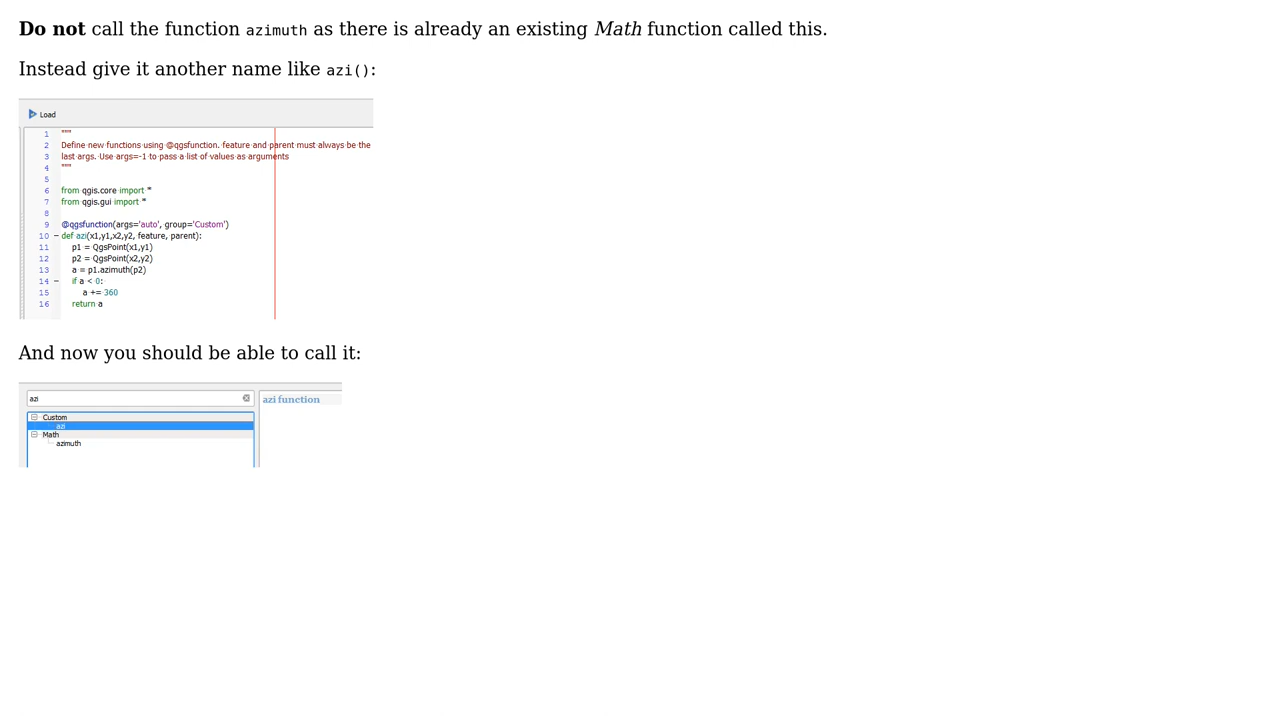 Do not call the function azimuth as there is already an existing Math function called this.
Instead give it another name like azi():
Load
1 """
2 Define new functions using @qgsfunction. feature and parent must always be the
3 last args. Use args=-1 to pass a list of values as arguments
4 """
5
6 from qgis.core import *
7 from qgis.gui import *
8
9 @qgsfunction(args='auto', group='Custom')
10 def azi(x1,y1,x2,y2, feature, parent):
11 p1 = QgsPoint(x1,y1)
12 p2 = QgsPoint(x2,y2)
13 a = p1.azimuth(p2)
14 if a < 0:
15 a += 360
16 return a
And now you should be able to call it:
azi
azi function
Custom
azi
Math
azimuth